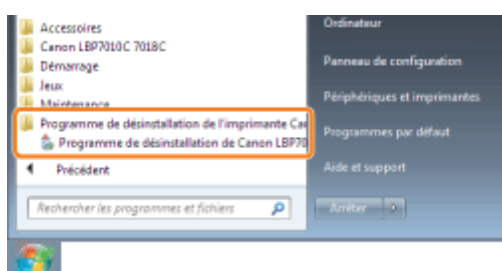 Accessoires
Canon LBP7010C 7018C
Démarrage
Jeux
Maintenance
Programme de désinstallation de l'imprimante Ca
Programme de désinstallation de Canon LBP70
Précédent
Rechercher les programmes et fichiers
Ordinateur
Panneau de configuration
Périphériques et imprimantes
Programmes par défaut
Aide et support
Arrêter